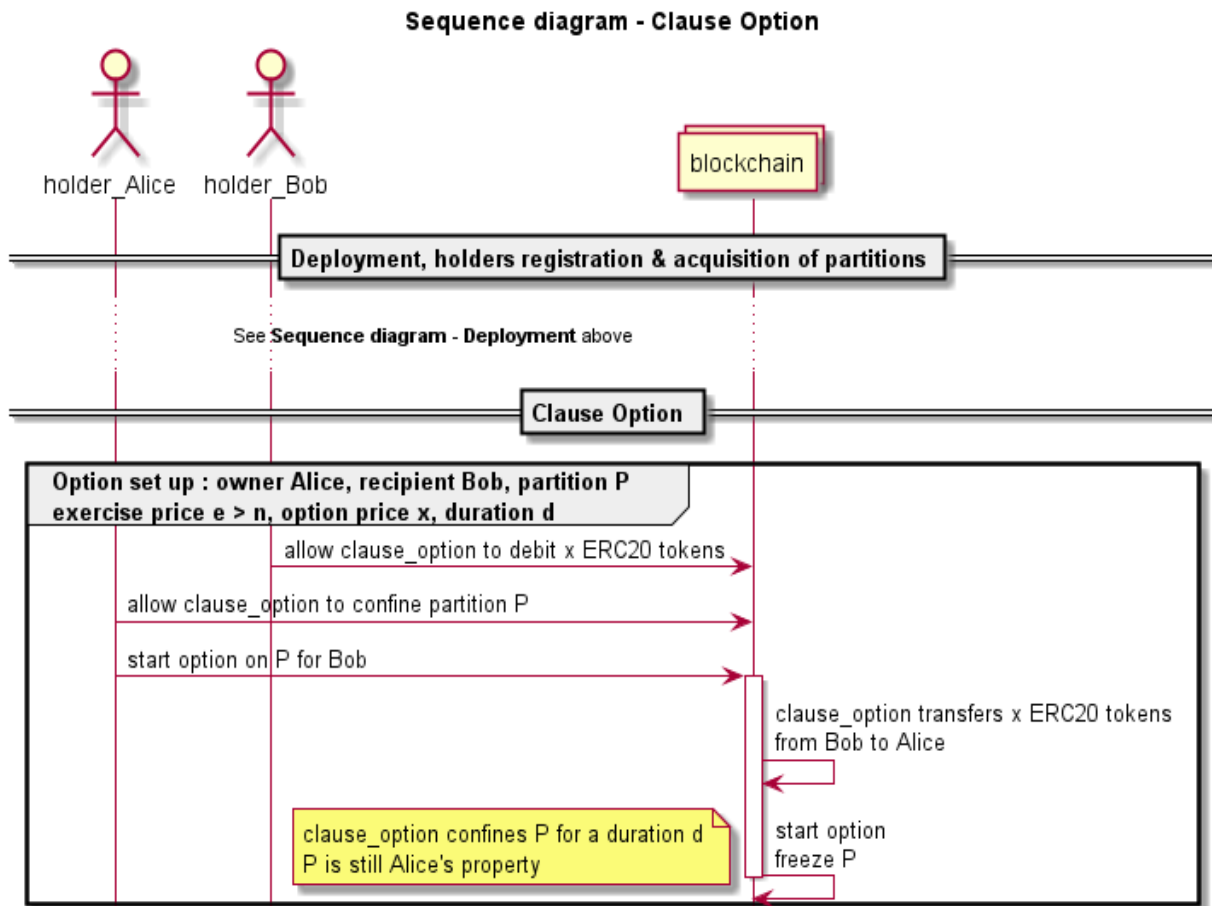 Sequence diagram - Clause Option
holder_Alice
holder_Bob
blockchain
Deployment, holders registration & acquisition of partitions
See Sequence diagram - Deployment above
Clause Option
Option set up : owner Alice, recipient Bob, partition P
exercise price e > n, option price x, duration d
allow clause_option to debit x ERC20 tokens
allow clause_option to confine partition P
start option on P for Bob
clause_option transfers x ERC20 tokens
from Bob to Alice
clause_option confines P for a duration d
P is still Alice's property
start option
freeze P